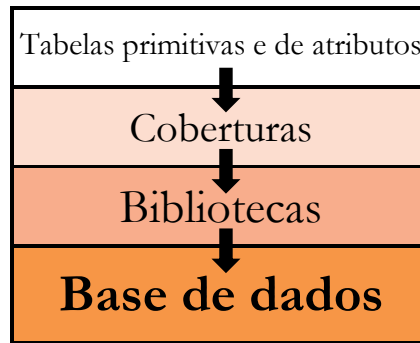 Tabelas primitivas e de atributos
Coberturas
Bibliotecas
Base de dados